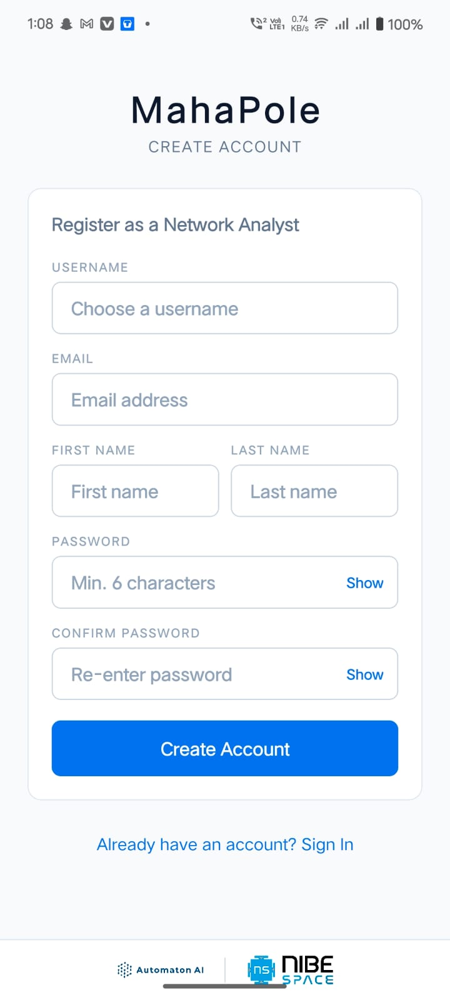 1:08
2 Vo)) LTE1 0.74 KB/s 100%
MahaPole
CREATE ACCOUNT
Register as a Network Analyst
USERNAME
Choose a username
EMAIL
Email address
FIRST NAME LAST NAME
First name Last name
PASSWORD
Min. 6 characters Show
CONFIRM PASSWORD
Re-enter password Show
Create Account
Already have an account? Sign In
Automaton AI ns NIBE
SPACE